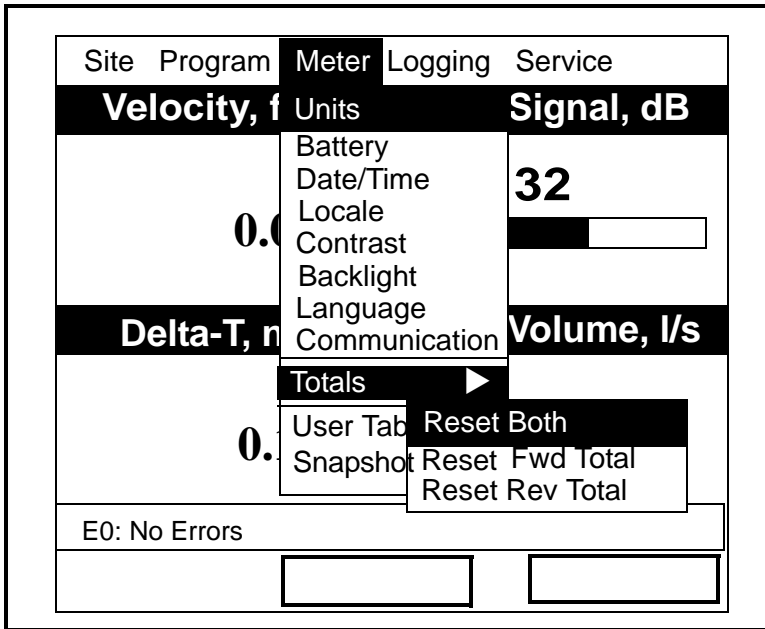 Site Program Meter Logging Service
Velocity, f
Units
Signal, dB
Battery
Date/Time
32
Locale
0.0
Contrast
Backlight
Language
Delta-T, n
Communication
Volume, l/s
Totals ▶
User Tab
Reset Both
0.
Snapshot
Reset Fwd Total
Reset Rev Total
E0: No Errors